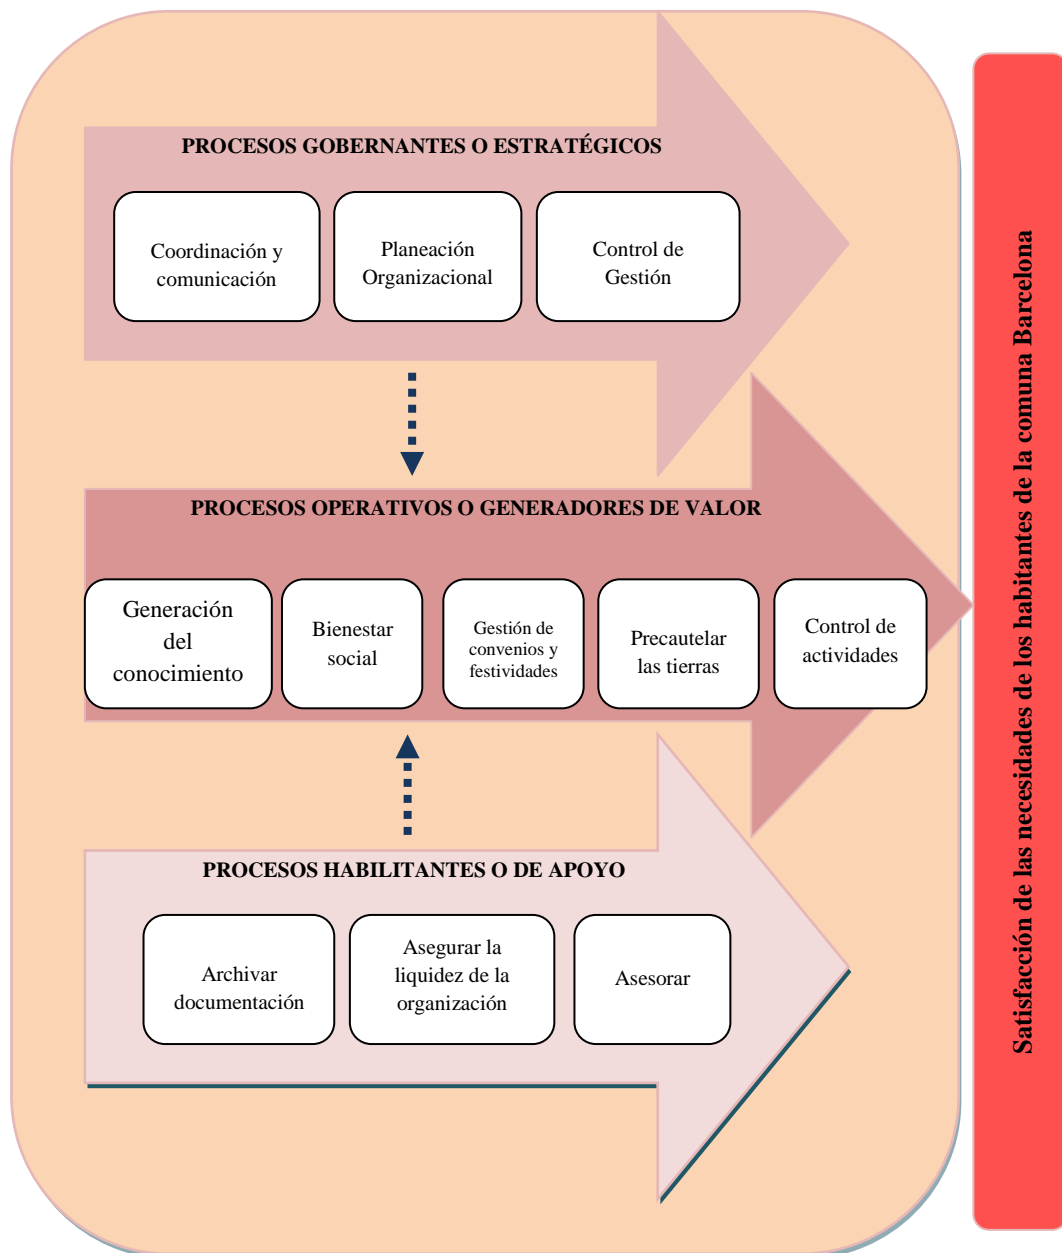 PROCESOS GOBERNANTES O ESTRATÉGICOS
Coordinación y
comunicación
Planeación
Organizacional
Control de
Gestión
PROCESOS OPERATIVOS O GENERADORES DE VALOR
Generación
del
conocimiento
Bienestar
social
Gestión de
convenios y
festividades
Precautelar
las tierras
Control de
actividades
PROCESOS HABILITANTES O DE APOYO
Archivar
documentación
Asegurar la
liquidez de la
organización
Asesorar
Satisfacción de las necesidades de los habitantes de la comuna Barcelona